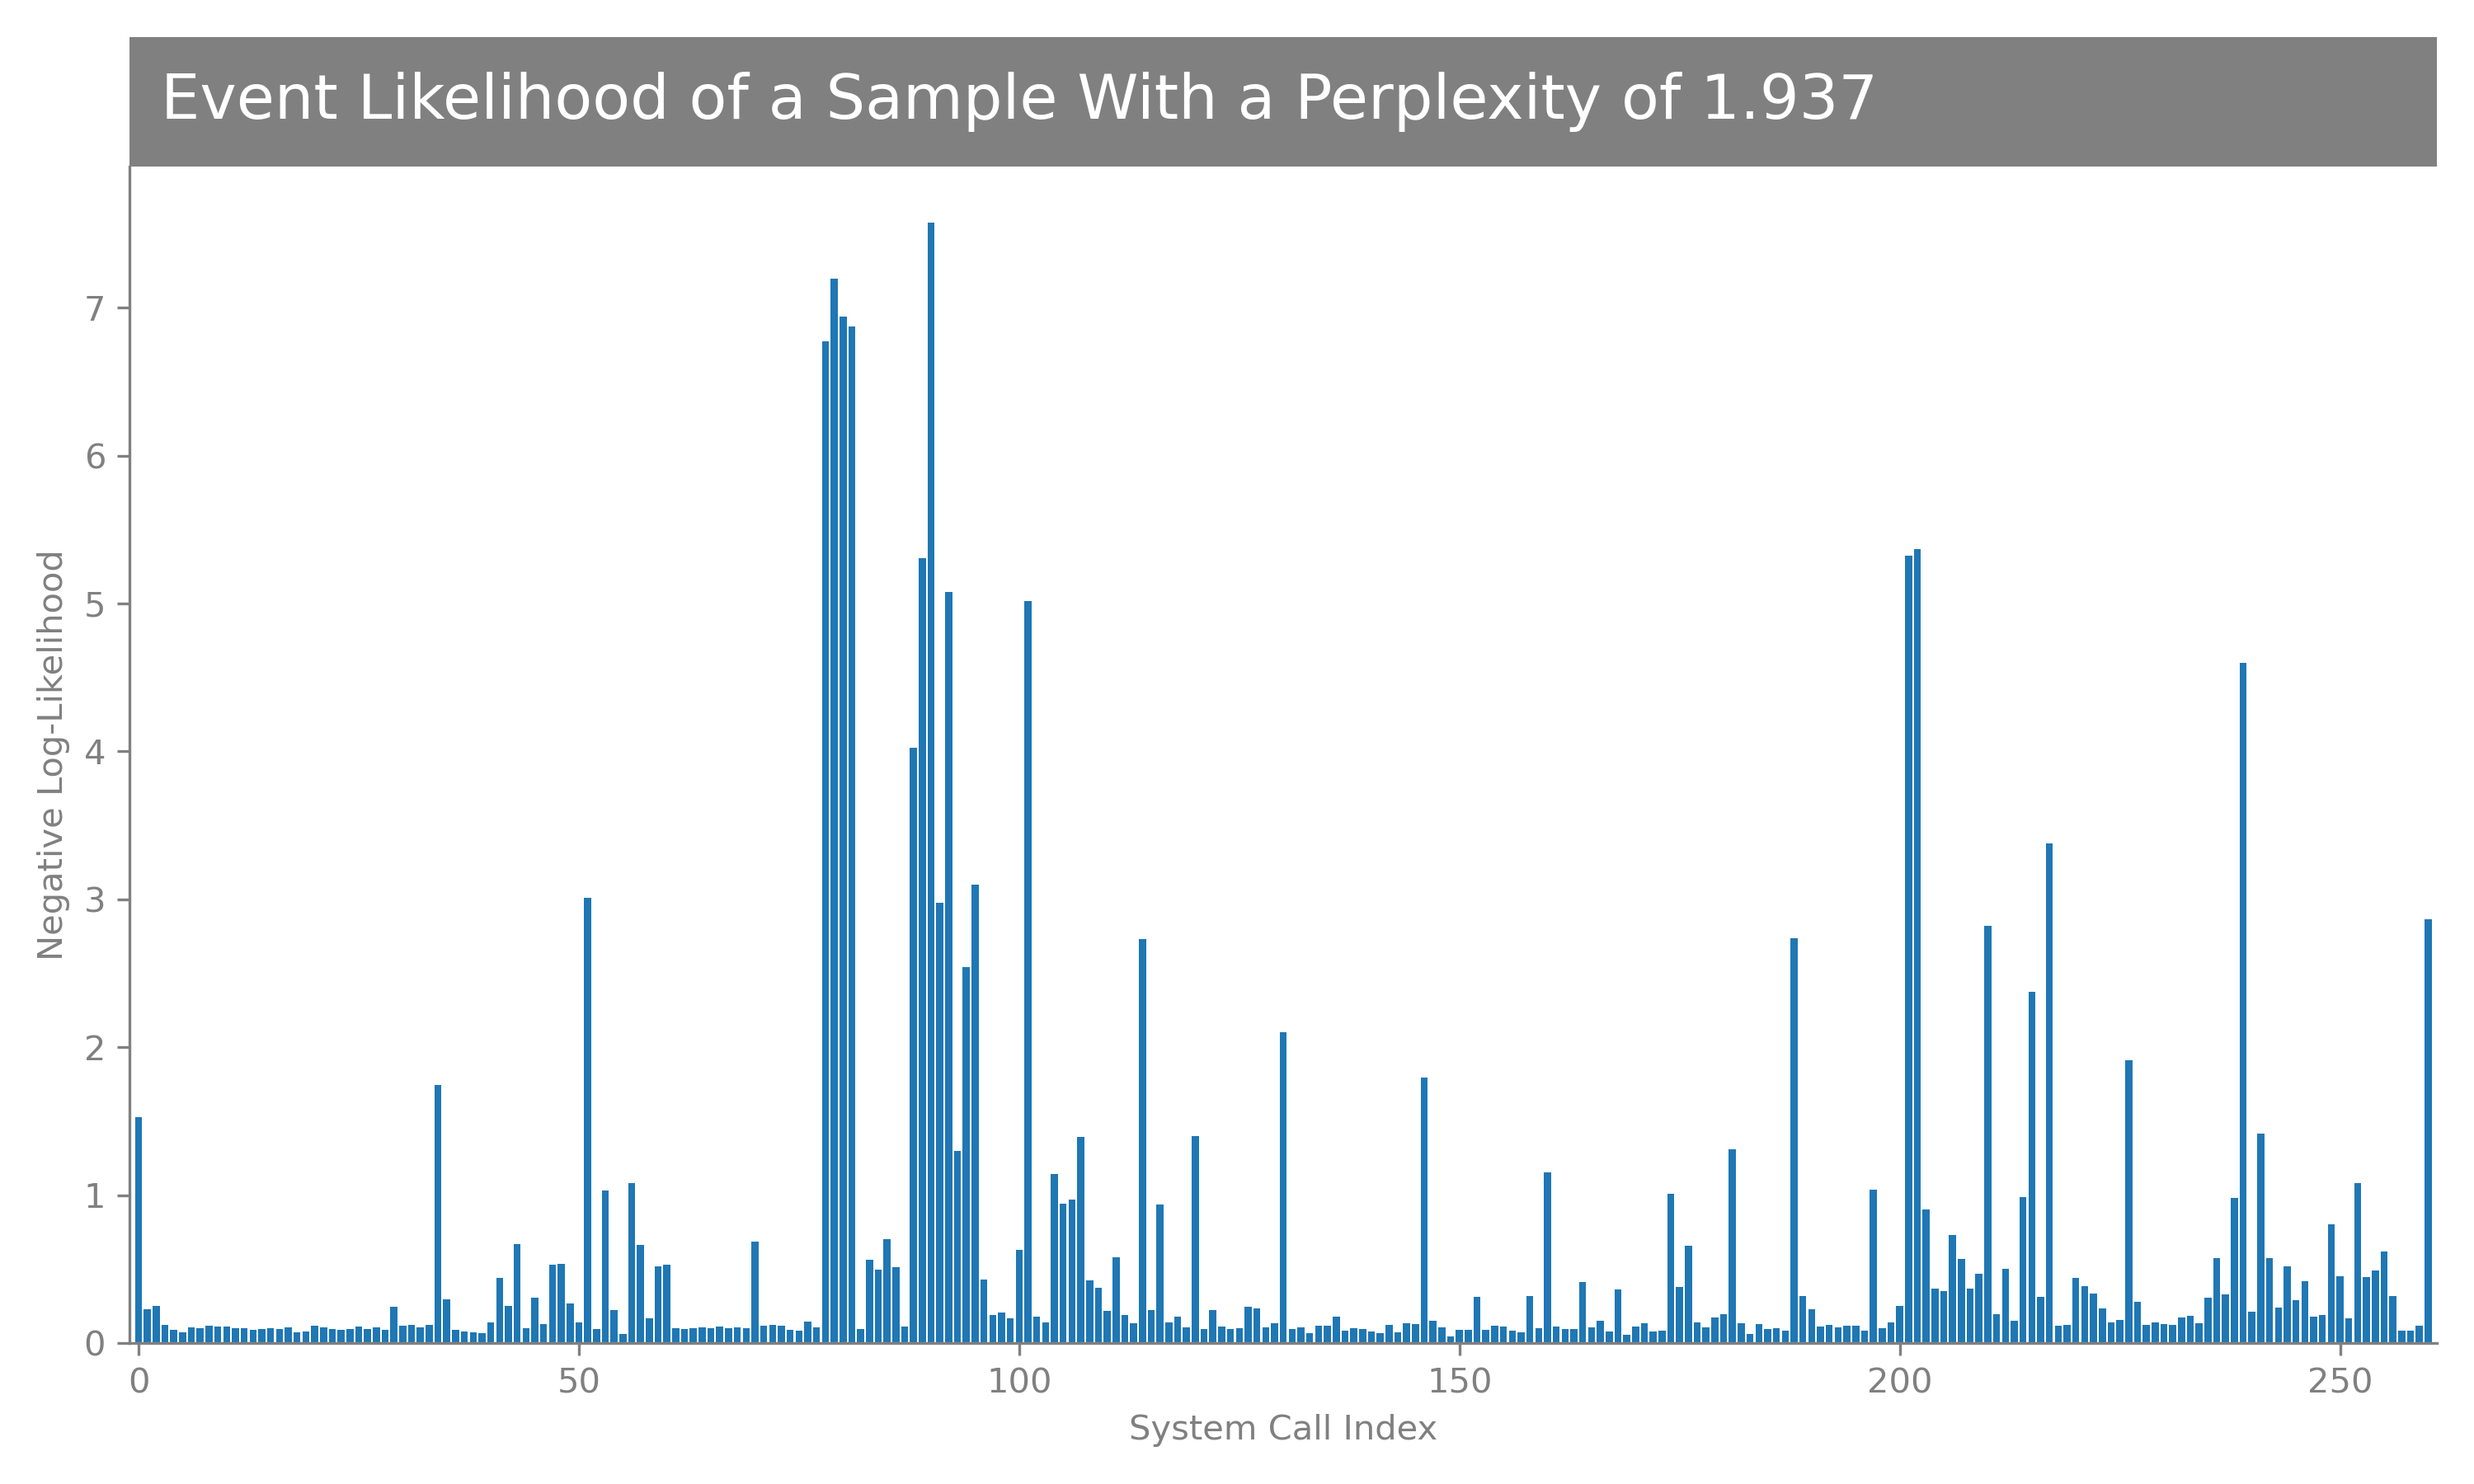 Event Likelihood of a Sample With a Perplexity of 1.937
Negative Log-Likelihood
7
6
5
4
3
2
1
0
0 50 100 150 200 250
System Call Index